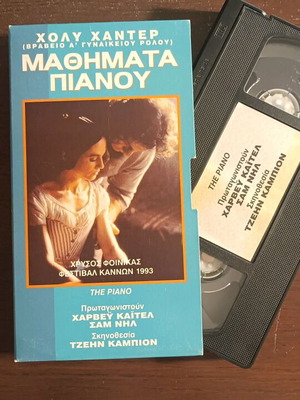 ΧΟΛΥ ΧΑΝΤΕΡ
(ΒΡΑΒΕΙΟ Α' ΓΥΝΑΙΚΕΙΟΥ ΡΟΛΟΥ)
ΜΑΘΗΜΑΤΑ
ΠΙΑΝΟΥ
ΧΡΥΣΟΣ ΦΟΙΝΙΚΑΣ
ΦΕΣΤΙΒΑΛ ΚΑΝΝΩΝ 1993
THE PIANO
Πρωταγωνιστούν
ΧΑΡΒΕΫ ΚΑΪΤΕΛ
ΣΑΜ ΝΗΛ
Σκηνοθεσία
ΤΖΕΗΝ ΚΑΜΠΙΟΝ
THE PIANO
Πρωταγωνιστούν
ΧΑΡΒΕΫ ΚΑΪΤΕΛ
ΣΑΜ ΝΗΛ
Σκηνοθεσία
ΤΖΕΗΝ ΚΑΜΠΙΟΝ